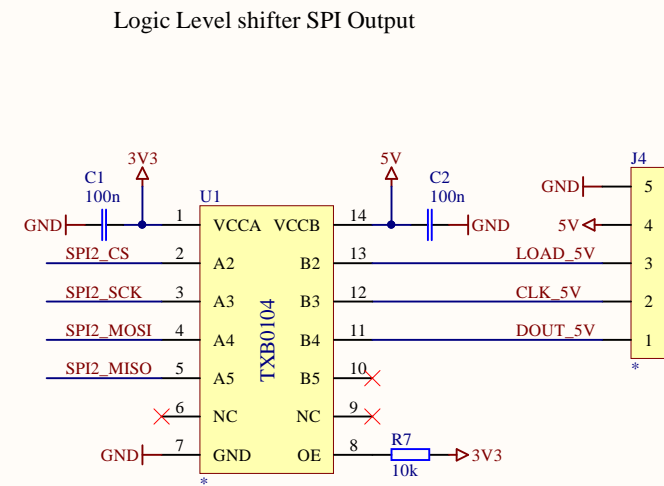 Logic Level shifter SPI Output
3V3
5V
J4
C1
100n
C2
100n
U1
GND
5
GND
1
VCCA
VCCB
14
GND
5V
4
SPI2_CS
2
A2
B2
13
LOAD_5V
3
SPI2_SCK
3
A3
B3
12
CLK_5V
2
SPI2_MOSI
4
A4
B4
11
DOUT_5V
1
TXB0104
*
SPI2_MISO
5
A5
B5
10
6
NC
NC
9
GND
7
GND
OE
8
R7
10k
3V3
*